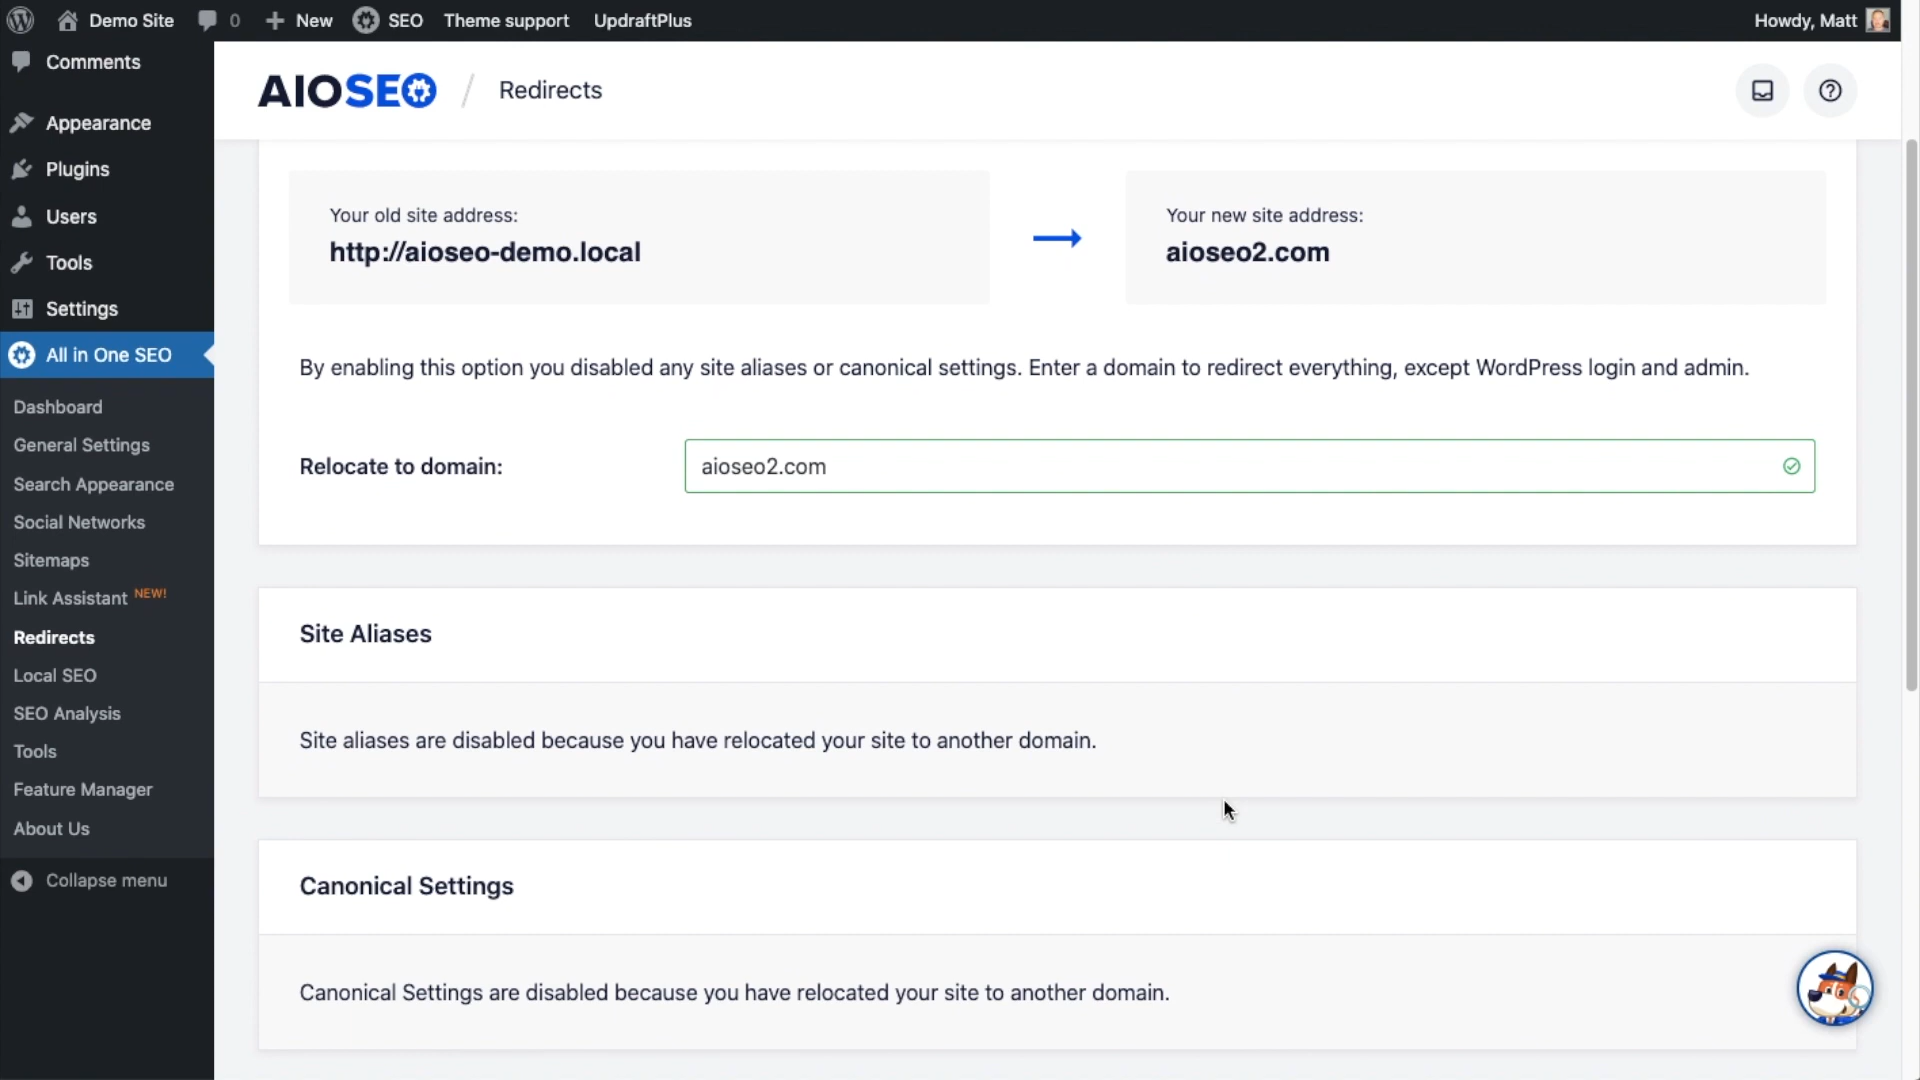 Demo Site 0 New SEO Theme support UpdraftPlus Howdy, Matt
Comments
Appearance
Plugins
Users
Tools
Settings
All in One SEO
Dashboard
General Settings
Search Appearance
Social Networks
Sitemaps
Link Assistant NEW!
Redirects
Local SEO
SEO Analysis
Tools
Feature Manager
About Us
Collapse menu
AIOSEO / Redirects
Your old site address:
http://aioseo-demo.local
Your new site address:
aioseo2.com
By enabling this option you disabled any site aliases or canonical settings. Enter a domain to redirect everything, except WordPress login and admin.
Relocate to domain:
aioseo2.com
Site Aliases
Site aliases are disabled because you have relocated your site to another domain.
Canonical Settings
Canonical Settings are disabled because you have relocated your site to another domain.